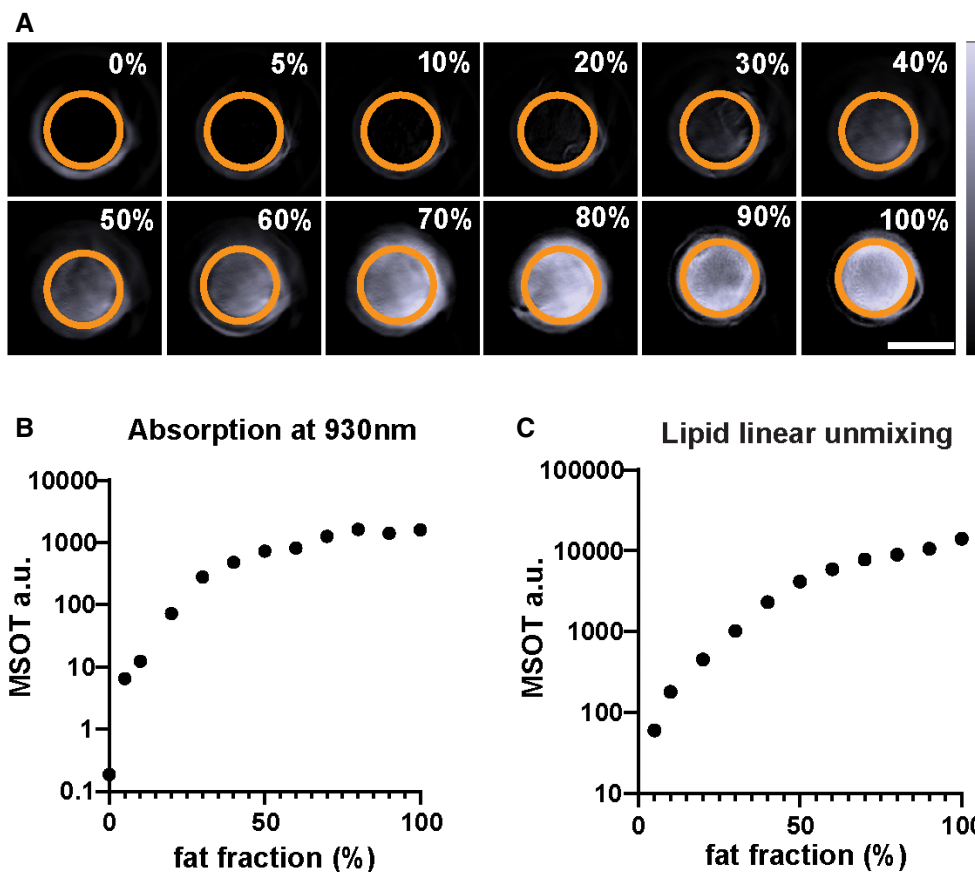 A
0% 5% 10% 20% 30% 40%
50% 60% 70% 80% 90% 100%
B Absorption at 930nm
10000
1000
100
10
1
0.1
MSOT a.u.
0 50 100
fat fraction (%)
C Lipid linear unmixing
100000
10000
1000
100
10
MSOT a.u.
0 50 100
fat fraction (%)